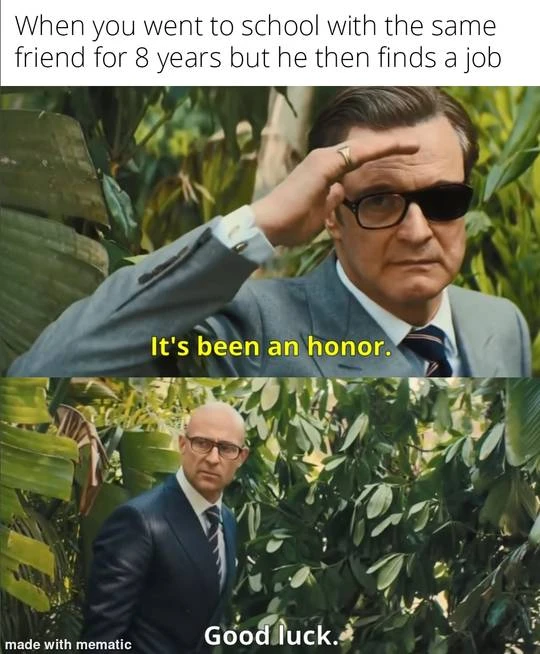 When you went to school with the same
friend for 8 years but he then finds a job
It's been an honor.
Good luck.
made with mematic